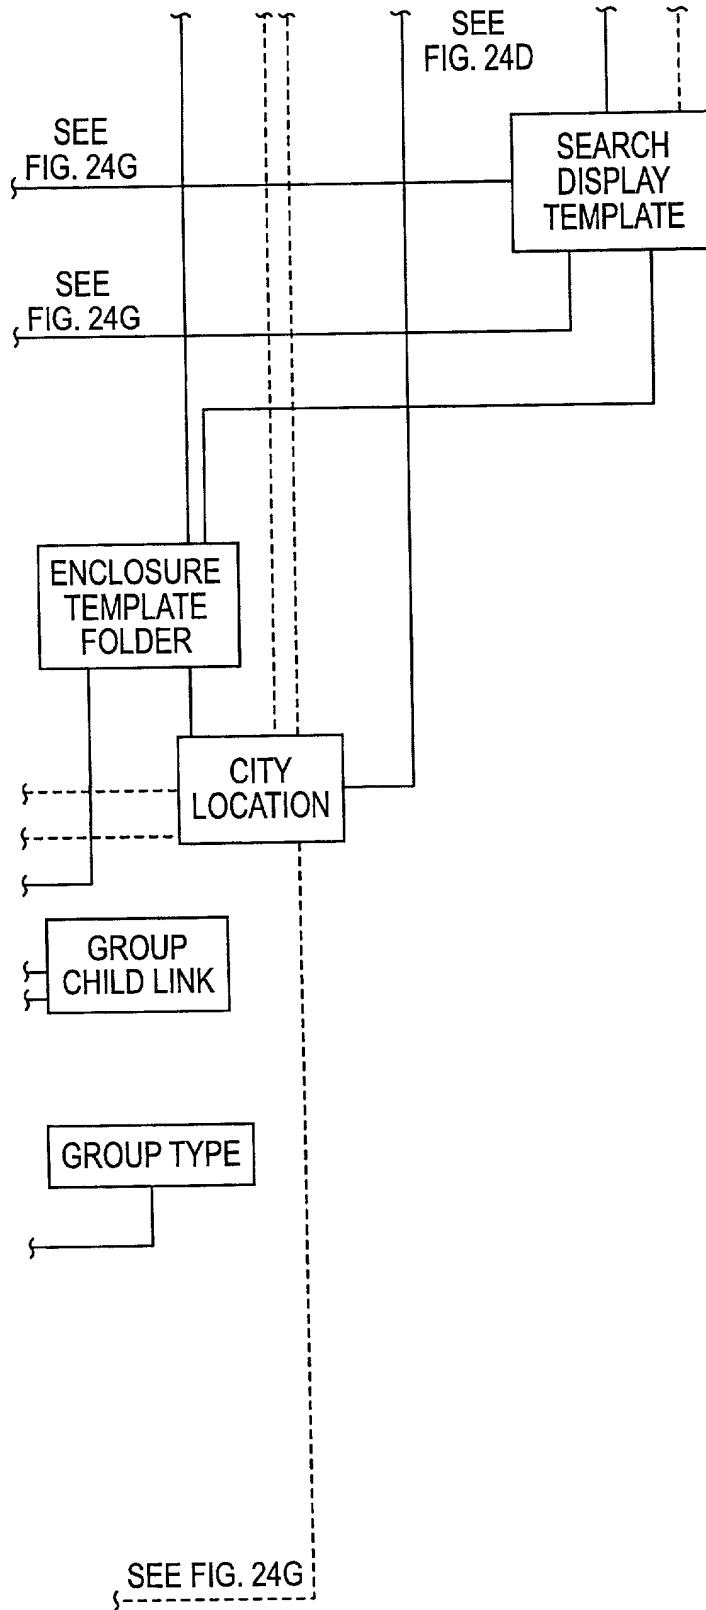 SEE
FIG. 24D
SEE
FIG. 24G
SEARCH
DISPLAY
TEMPLATE
SEE
FIG. 24G
ENCLOSURE
TEMPLATE
FOLDER
CITY
LOCATION
GROUP
CHILD LINK
GROUP TYPE
SEE FIG. 24G